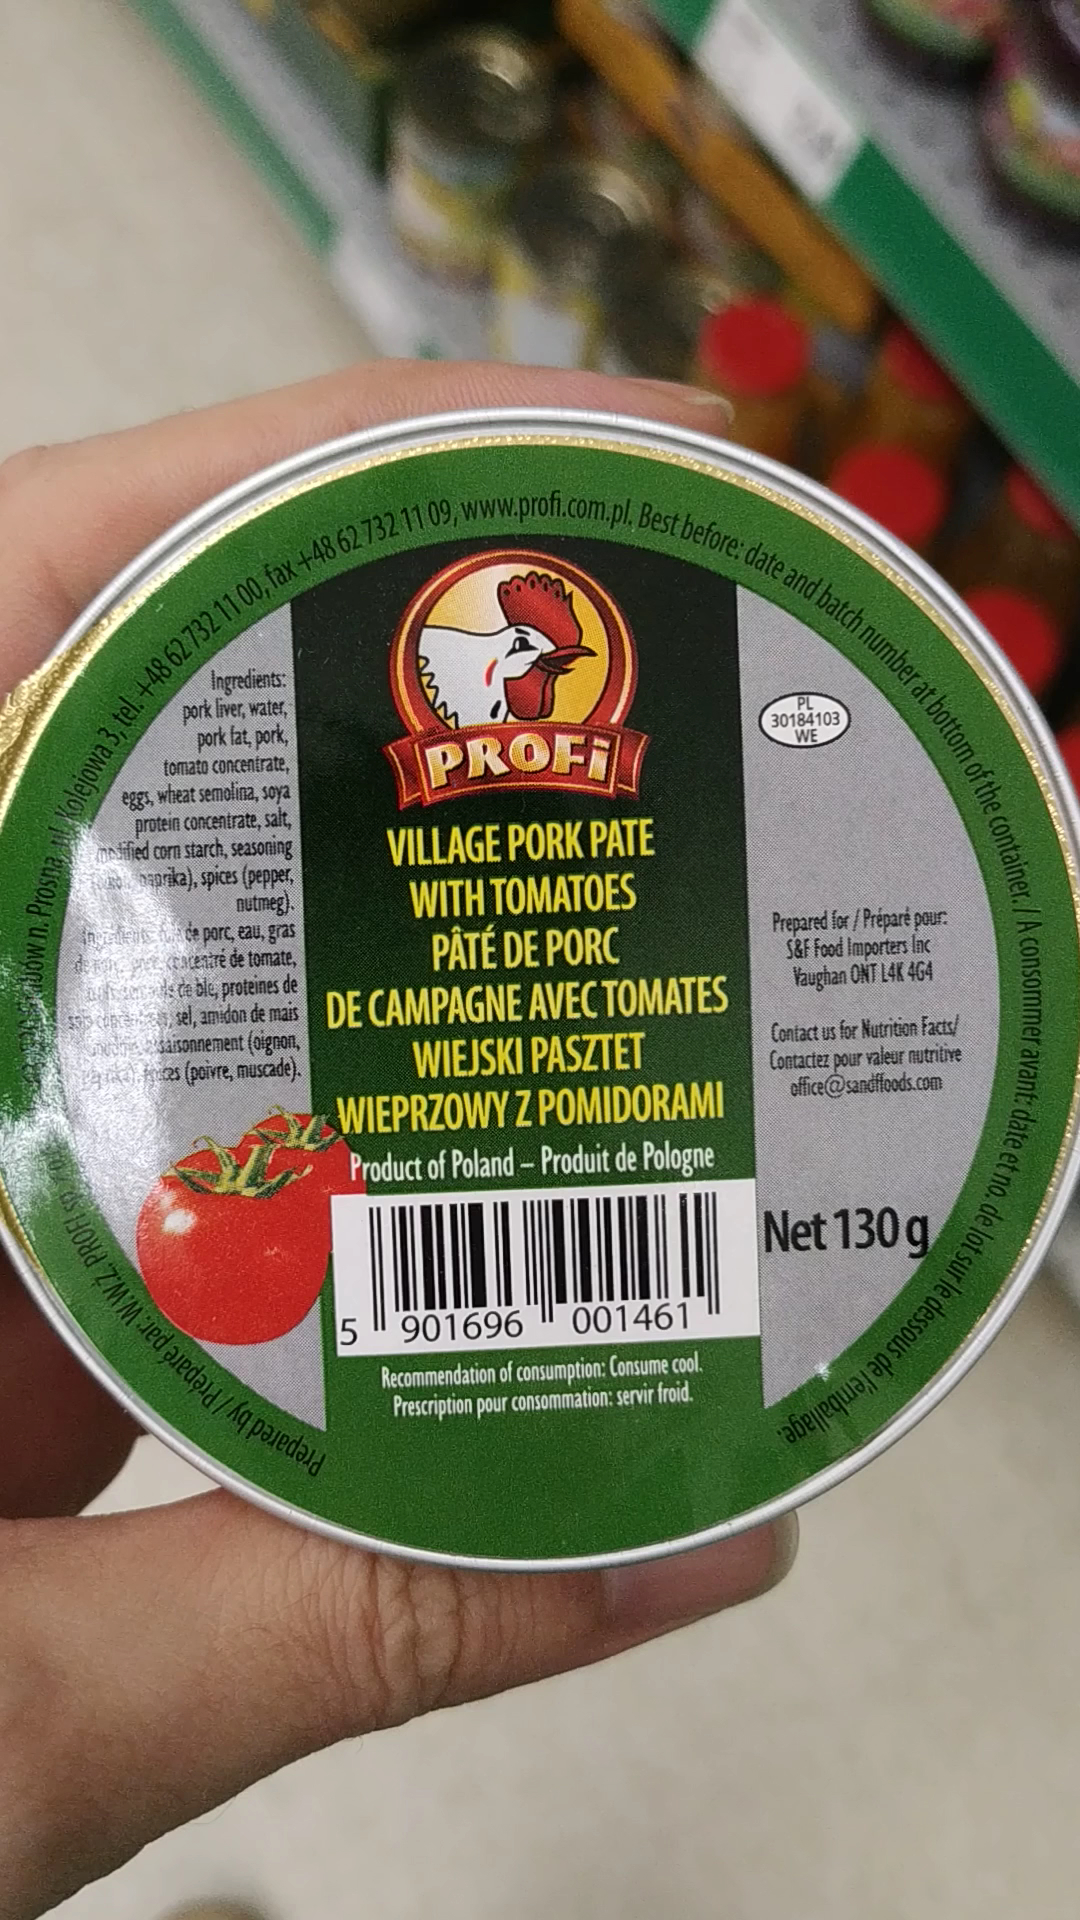 PROFi
VILLAGE PORK PATE
WITH TOMATOES
PÂTÉ DE PORC
DE CAMPAGNE AVEC TOMATES
WIEJSKI PASZTET
WIEPRZOWY Z POMIDORAMI
Product of Poland – Produit de Pologne
5 901696 001461
Recommendation of consumption: Consume cool.
Prescription pour consommation: servir froid.
Ingredients:
pork liver, water,
pork fat, pork,
tomato concentrate,
eggs, wheat semolina, soya
protein concentrate, salt,
modified corn starch, seasoning
paprika), spices (pepper,
nutmeg).
de porc, eau, gras
de tomate,
de blé, proteines de
sel, amidon de mais
assaisonnement (oignon,
(poivre, muscade).
PL
30184103
WE
Prepared for / Préparé pour:
S&F Food Importers Inc
Vaughan ONT L4K 4G4
Contact us for Nutrition Facts/
Contactez pour valeur nutritive
office@sandffoods.com
Net 130 g
Prepared by / Préparé par: W.W.Ż. PROFI n. Prosną, ul. Kolejowa 3, tel. +48 62 732 11 00, fax +48 62 732 11 09, www.profi.com.pl. Best before: date and batch number at bottom of the container. / A consommer avant: date et no. de lot sur le dessous de l'emballage.